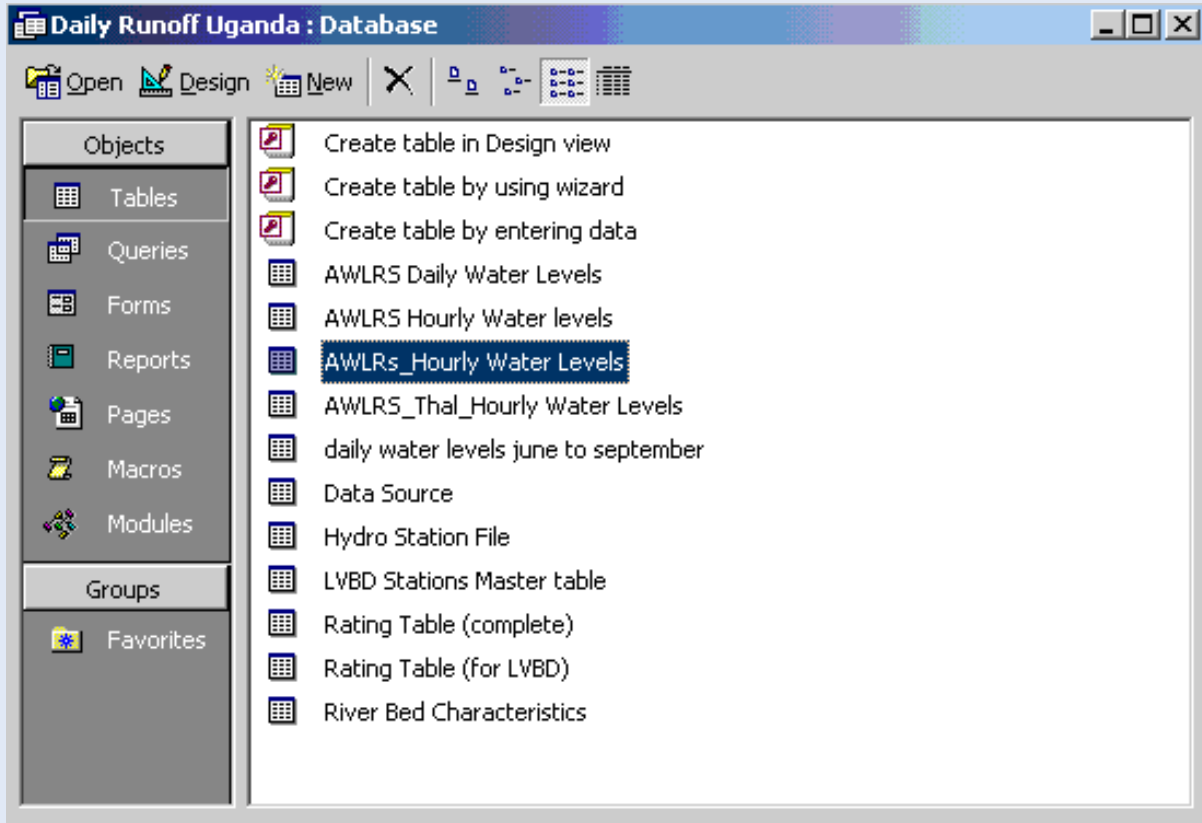 Daily Runoff Uganda : Database
Open Design New
Objects
Tables
Queries
Forms
Reports
Pages
Macros
Modules
Groups
Favorites
Create table in Design view
Create table by using wizard
Create table by entering data
AWLRS Daily Water Levels
AWLRS Hourly Water levels
AWLRs_Hourly Water Levels
AWLRS_Thal_Hourly Water Levels
daily water levels june to september
Data Source
Hydro Station File
LVBD Stations Master table
Rating Table (complete)
Rating Table (for LVBD)
River Bed Characteristics